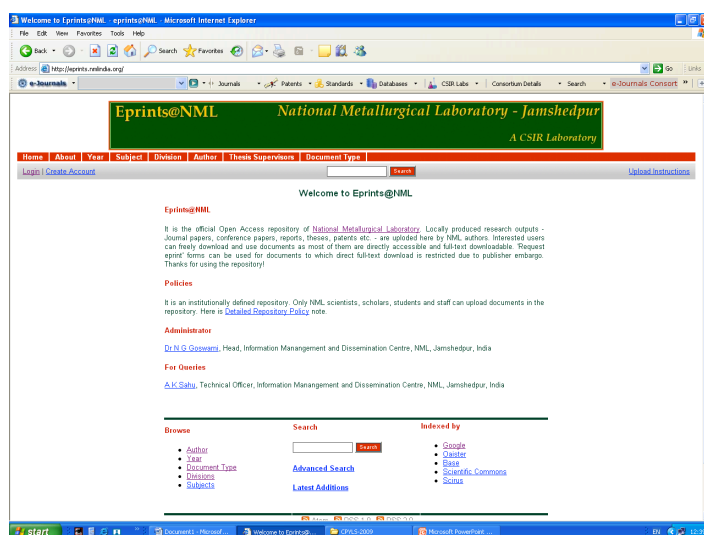 Welcome to Eprints@NML - eprints@NML - Microsoft Internet Explorer
File Edit View Favorites Tools Help
Back Search Favorites
Address http://eprints.nmlindia.org/ Go Links
e-Journals Journals Patents Standards Databases CSIR Labs Consortium Details Search e-Journals Consort »
Eprints@NML National Metallurgical Laboratory - Jamshedpur
A CSIR Laboratory
Home | About | Year | Subject | Division | Author | Thesis Supervisors | Document Type |
Login | Create Account Search Upload Instructions
Welcome to Eprints@NML
Eprints@NML
It is the official Open Access repository of National Metallurgical Laboratory. Locally produced research outputs -
Journal papers, conference papers, reports, theses, patents etc. - are uploded here by NML authors. Interested users
can freely download and use documents as most of them are directly accessible and full-text downloadable. 'Request
eprint' forms can be used for documents to which direct full-text download is restricted due to publisher embargo.
Thanks for using the repository!
Policies
It is an institutionally defined repository. Only NML scientists, scholars, students and staff can upload documents in the
repository. Here is Detailed Repository Policy note.
Administrator
Dr N G Goswami, Head, Information Manangement and Dissemination Centre, NML, Jamshedpur, India
For Queries
A K Sahu, Technical Officer, Information Manangement and Dissemination Centre, NML, Jamshedpur, India
Browse Search Indexed by
Author Search Google
Year Oaister
Document Type Advanced Search Base
Divisions Scientific Commons
Subjects Latest Additions Scirus
Atom RSS 1.0 RSS 2.0
start Document1 - Microsof... Welcome to Eprints@... CPYLS-2009 Microsoft PowerPoint ... EN